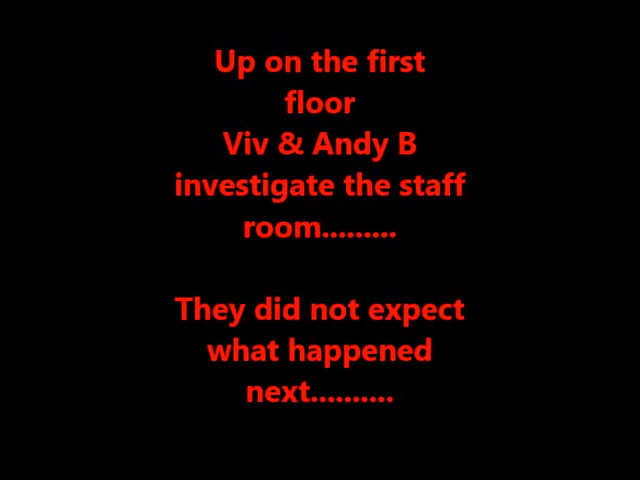 Up on the first
floor
Viv & Andy B
investigate the staff
room.........
They did not expect
what happened
next..........